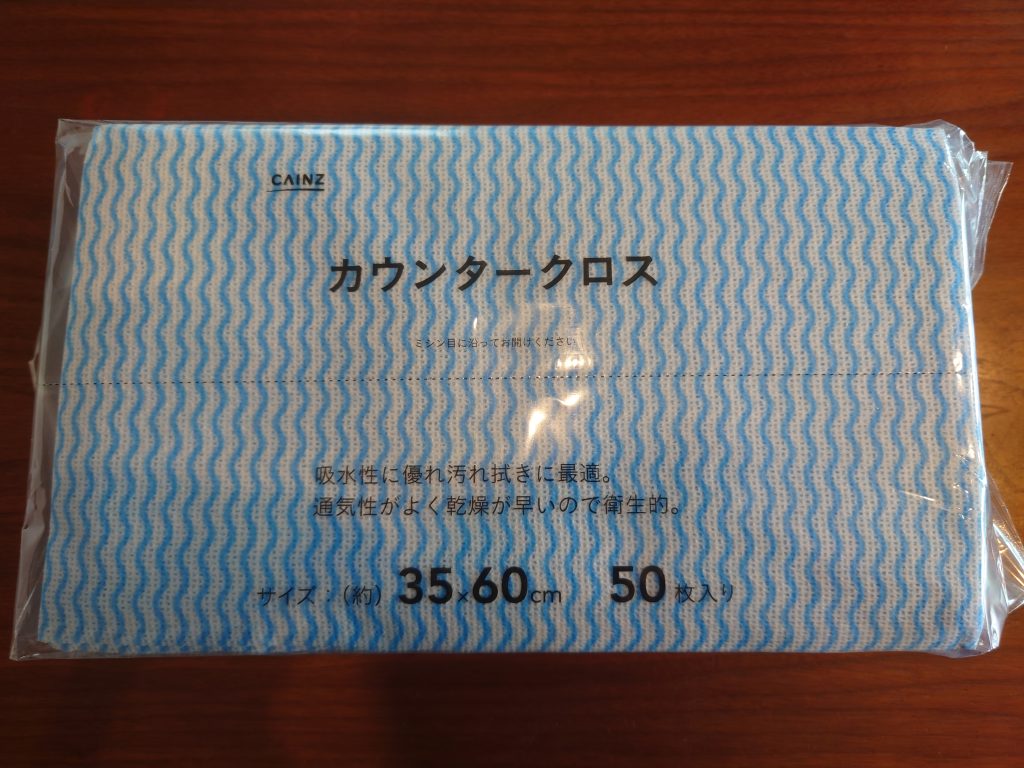 CAINZ
カウンタークロス
ミシン目に沿ってお開けください
吸水性に優れ汚れ拭きに最適。
通気性がよく乾燥が早いので衛生的。
サイズ：(約) 35×60cm 50枚入り